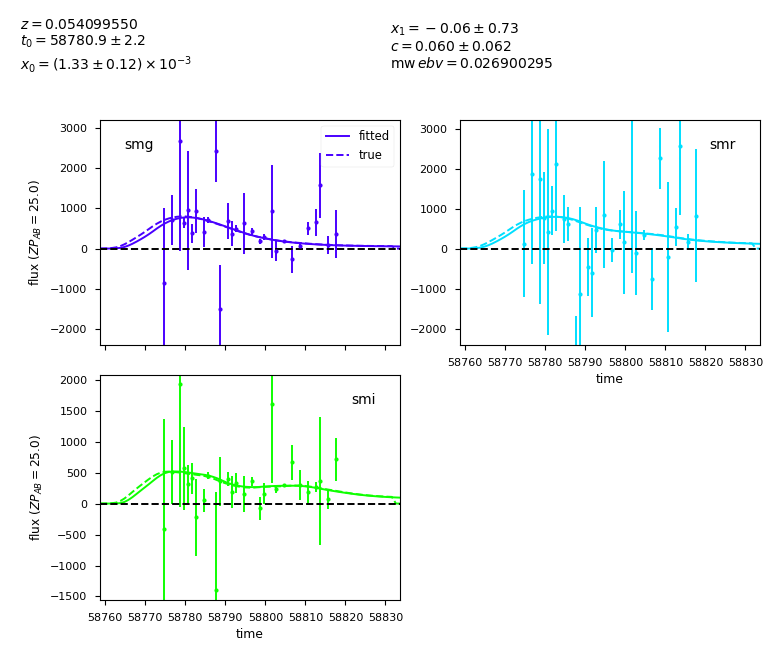 z = 0.054099550
t₀ = 58780.9 ± 2.2
x₀ = (1.33 ± 0.12) × 10⁻³
x₁ = −0.06 ± 0.73
c = 0.060 ± 0.062
mw ebv = 0.026900295
smg
fitted
true
3000
2000
1000
0
−1000
−2000
flux (ZP_AB = 25.0)
smr
3000
2000
1000
0
−1000
−2000
58760 58770 58780 58790 58800 58810 58820 58830
time
smi
2000
1500
1000
500
0
−500
−1000
−1500
flux (ZP_AB = 25.0)
58760 58770 58780 58790 58800 58810 58820 58830
time